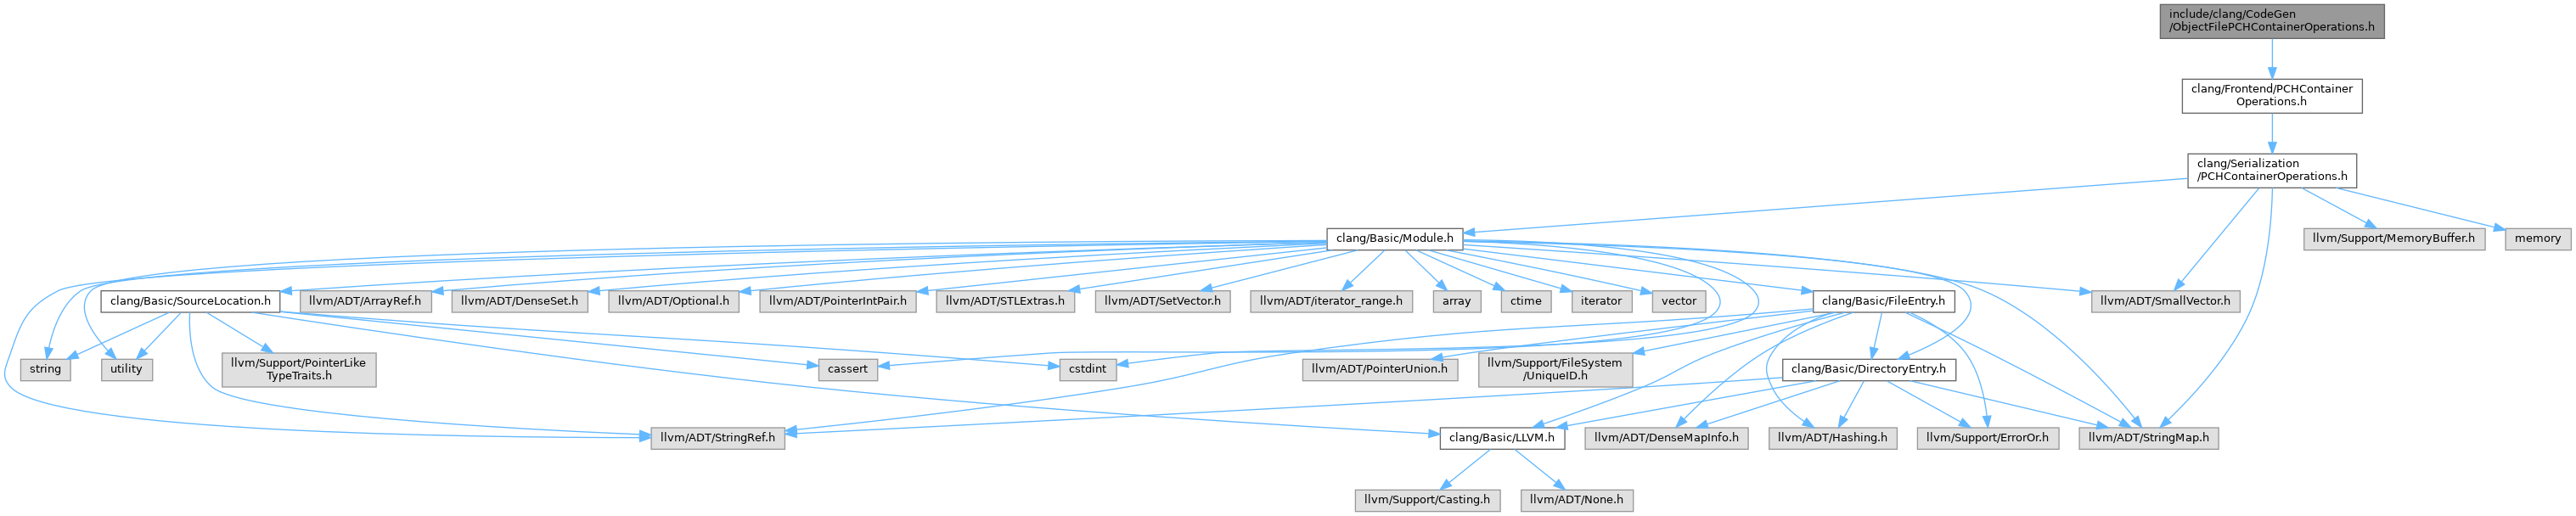 include/clang/CodeGen
/ObjectFilePCHContainerOperations.h
clang/Frontend/PCHContainer
Operations.h
clang/Serialization
/PCHContainerOperations.h
clang/Basic/Module.h
llvm/Support/MemoryBuffer.h
memory
clang/Basic/SourceLocation.h
llvm/ADT/ArrayRef.h
llvm/ADT/DenseSet.h
llvm/ADT/Optional.h
llvm/ADT/PointerIntPair.h
llvm/ADT/STLExtras.h
llvm/ADT/SetVector.h
llvm/ADT/iterator_range.h
array
ctime
iterator
vector
clang/Basic/FileEntry.h
llvm/ADT/SmallVector.h
string
utility
llvm/Support/PointerLike
TypeTraits.h
cassert
cstdint
llvm/ADT/PointerUnion.h
llvm/Support/FileSystem
/UniqueID.h
clang/Basic/DirectoryEntry.h
llvm/ADT/StringRef.h
clang/Basic/LLVM.h
llvm/ADT/DenseMapInfo.h
llvm/ADT/Hashing.h
llvm/Support/ErrorOr.h
llvm/ADT/StringMap.h
llvm/Support/Casting.h
llvm/ADT/None.h